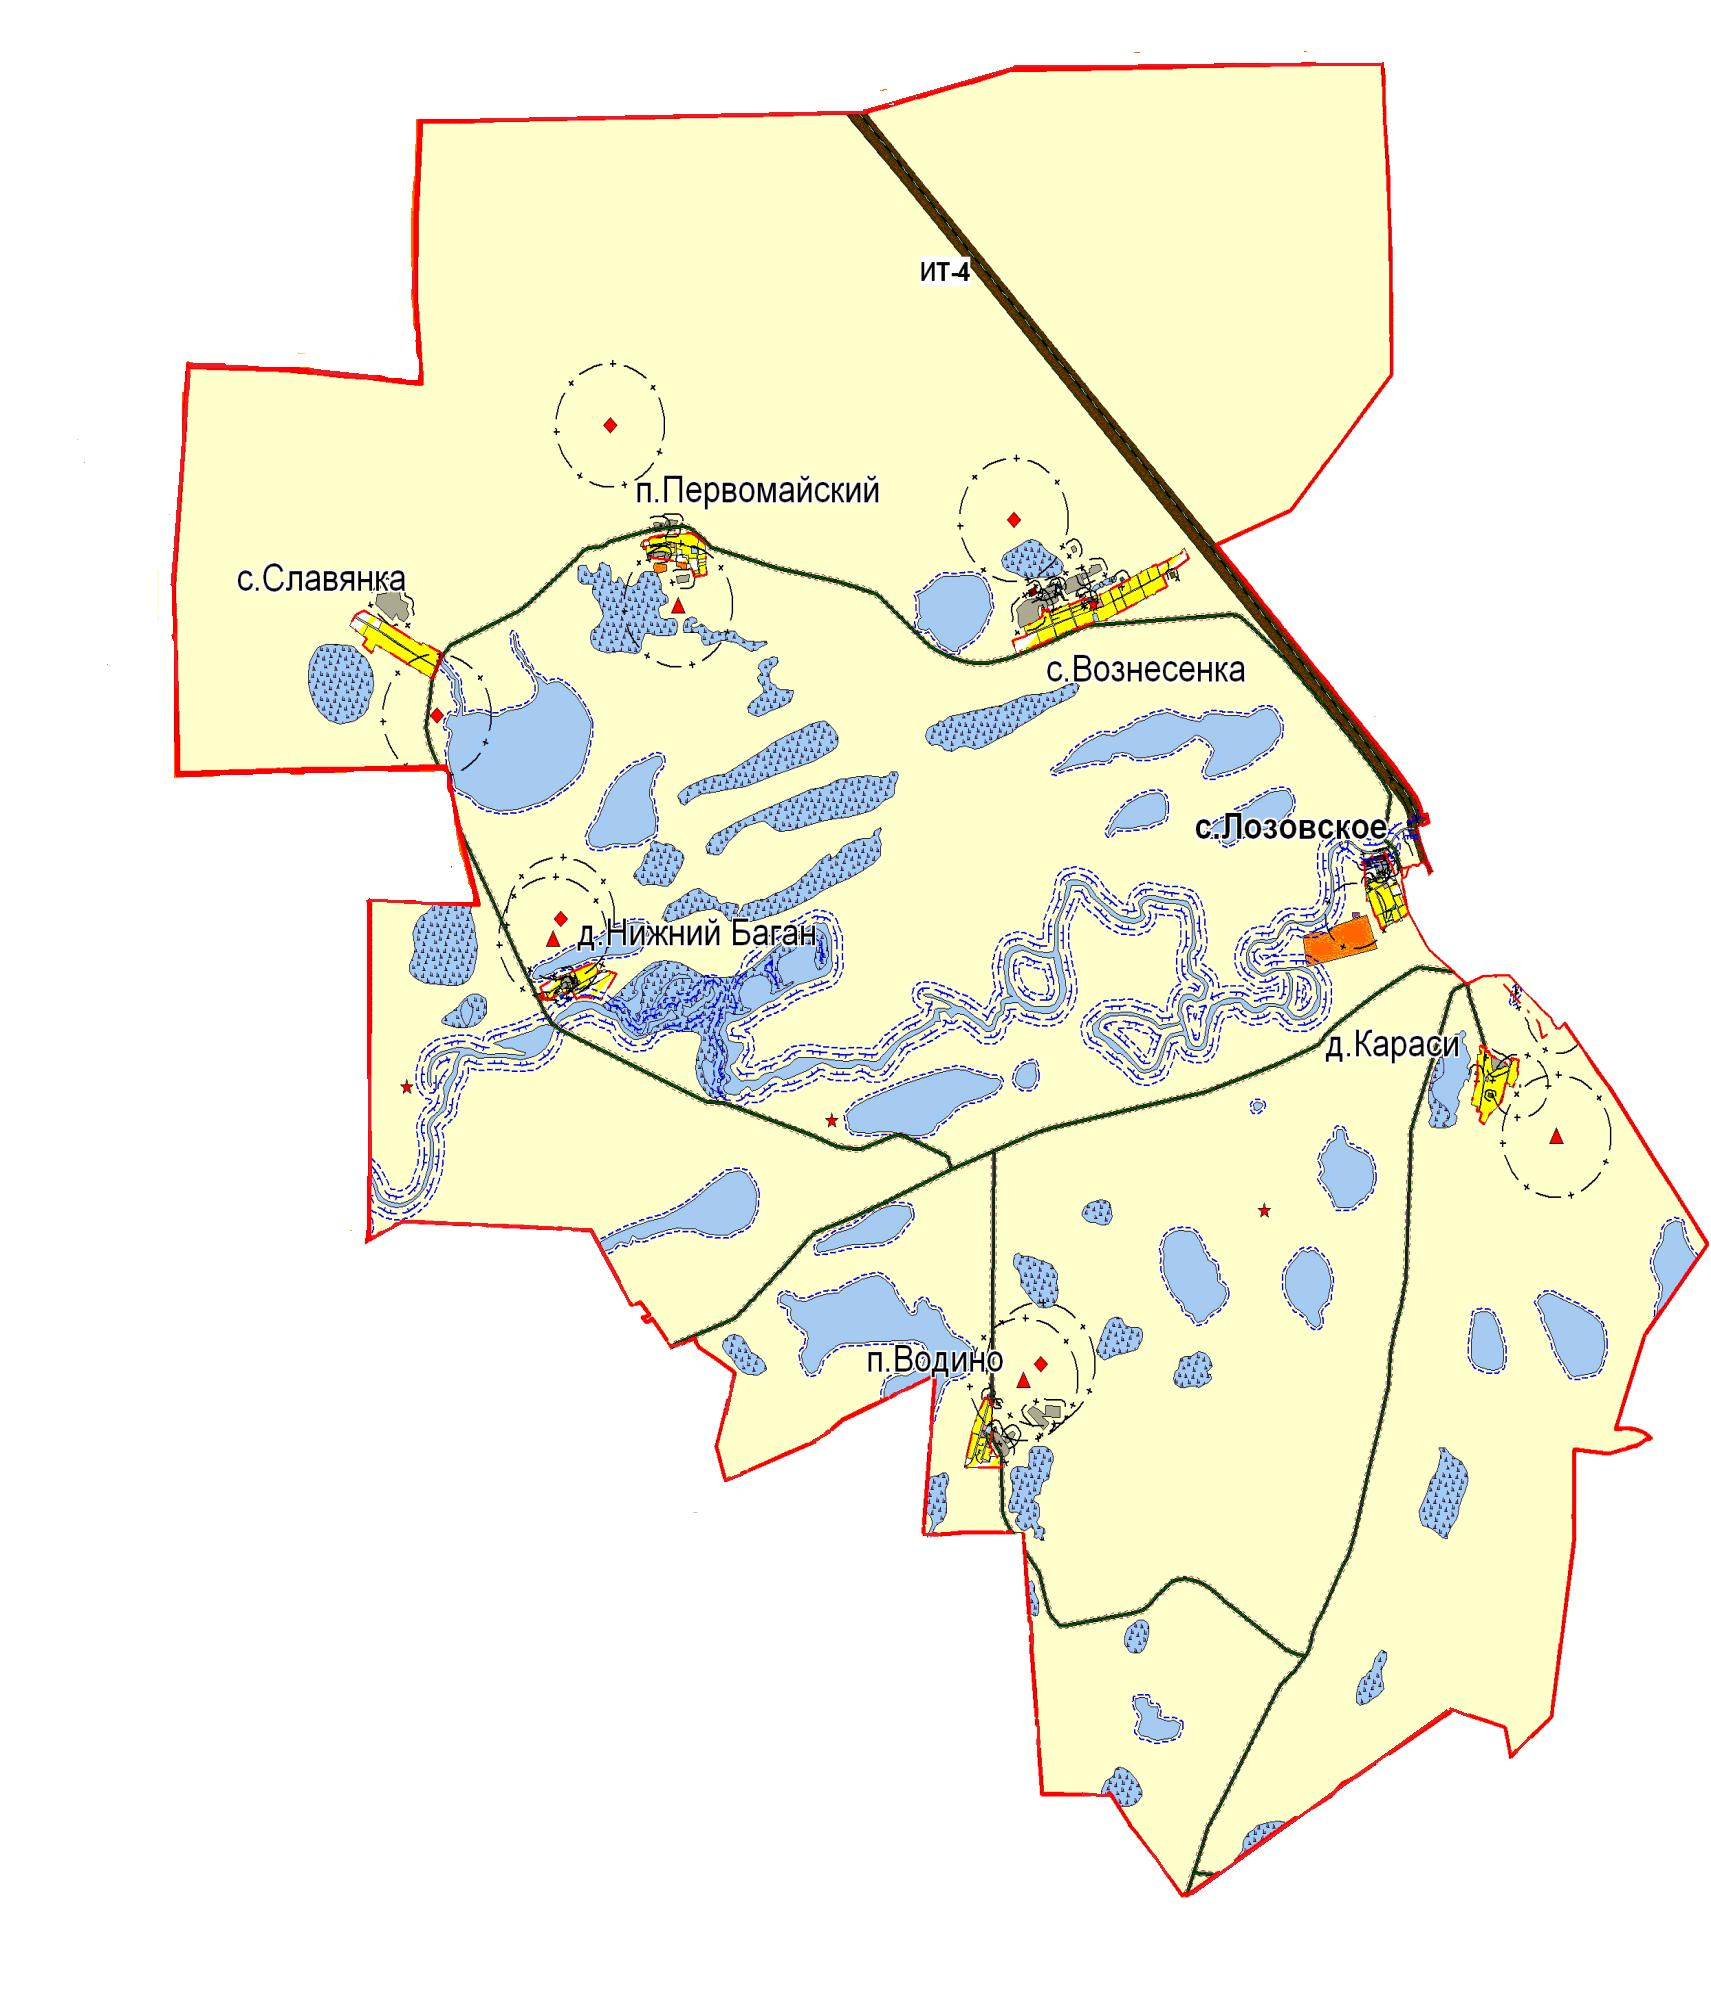 ИТ-4
п.Первомайский
с.Славянка
с.Вознесенка
с.Лозовское
д.Нижний Баган
д.Караси
п.Водино